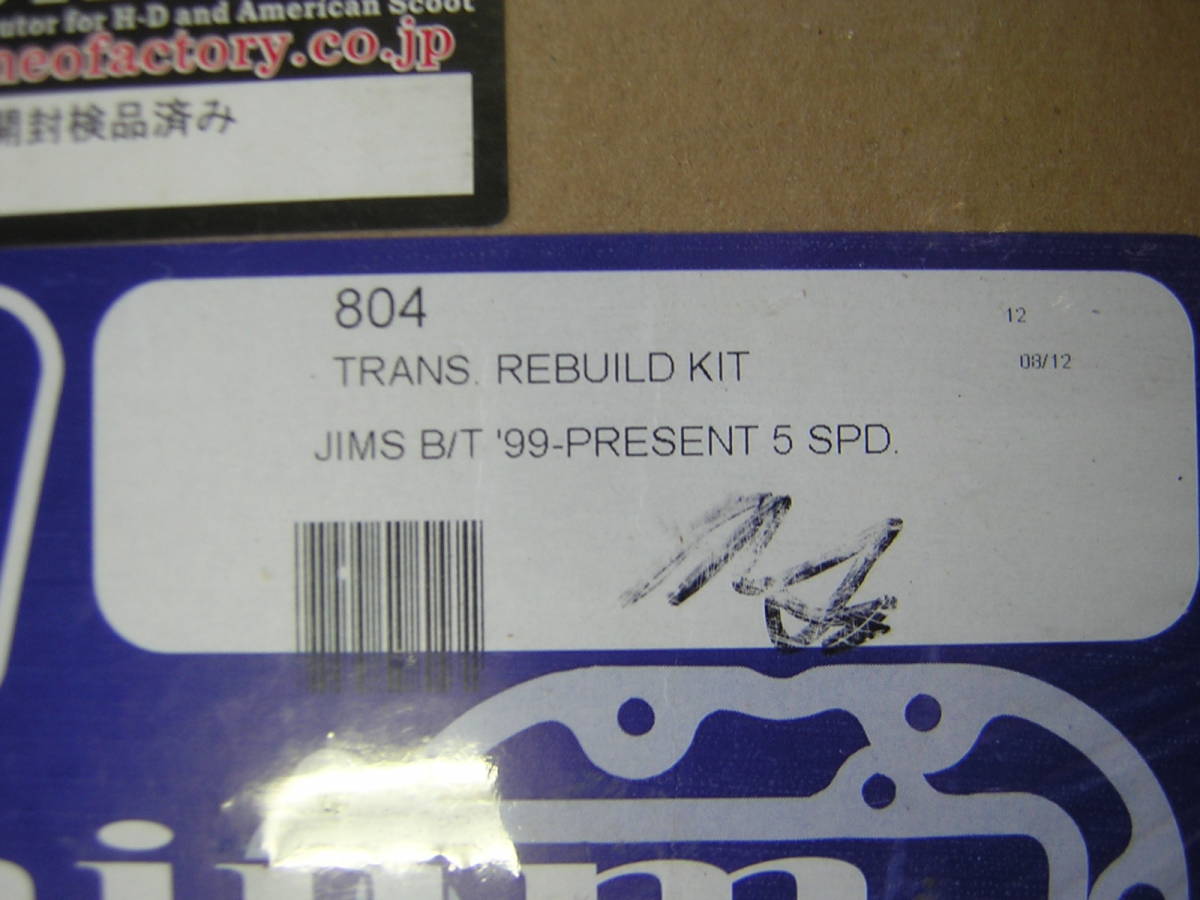 for H-D and American Scoot
neofactory.co.jp
開封検品済み
804
12
TRANS. REBUILD KIT
08/12
JIMS B/T '99-PRESENT 5 SPD.